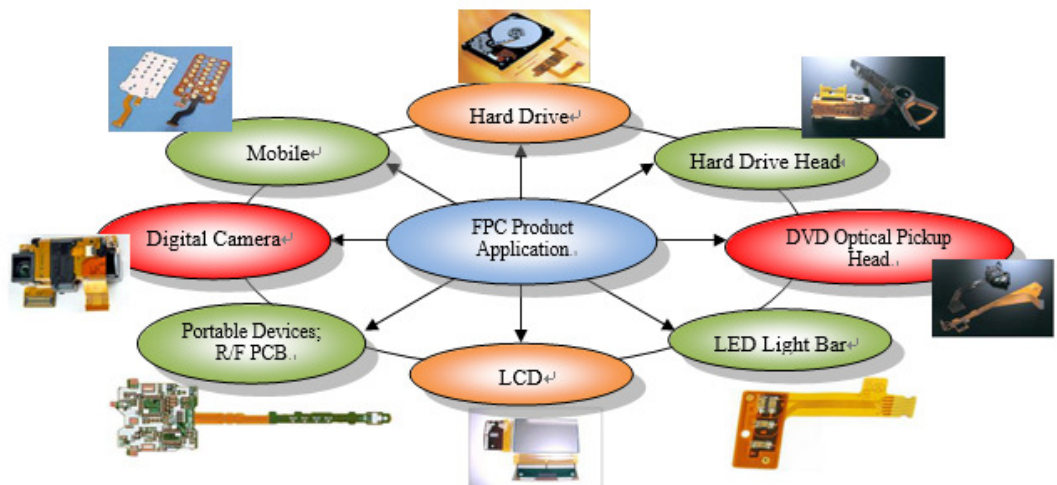 Hard Drive↵
Mobile↵
Hard Drive Head↵
Digital Camera↵
FPC Product
Application
DVD Optical Pickup
Head
Portable Devices;
R/F PCB
LED Light Bar↵
LCD↵